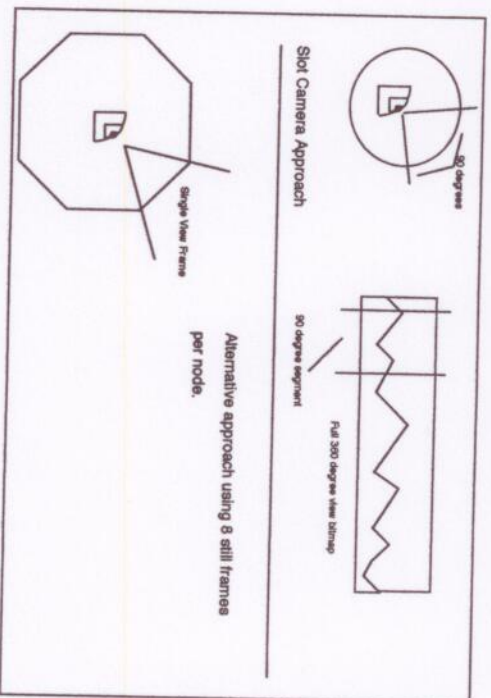 90 degrees
Slot Camera Approach
90 degree segment
Full 360 degree view bitmap
Single View Frame
Alternative approach using 8 still frames
per node.